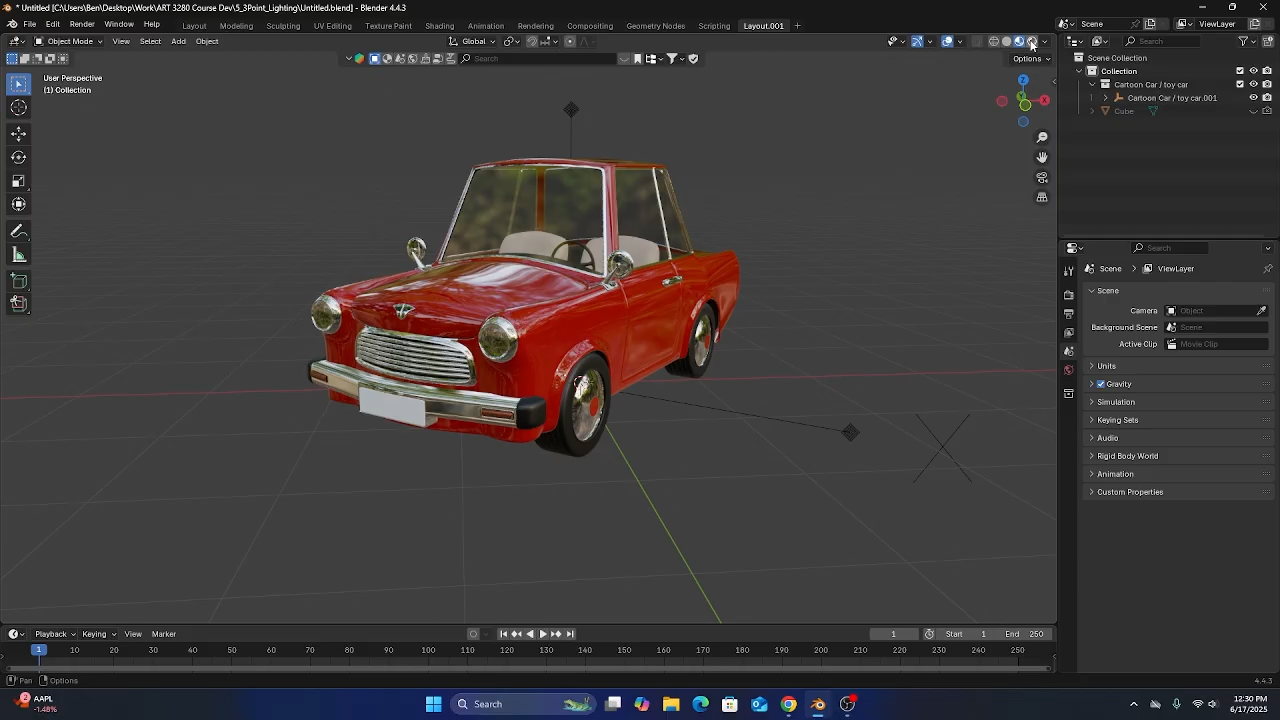 * Untitled [C:\Users\Ben\Desktop\Work\ART 3280 Course Dev\5_3Point_Lighting\Untitled.blend] - Blender 4.4.3
File Edit Render Window Help Layout Modeling Sculpting UV Editing Texture Paint Shading Animation Rendering Compositing Geometry Nodes Scripting Layout.001 + Scene ViewLayer
Object Mode View Select Add Object Global Search
Search Options
User Perspective
(1) Collection
Z
X
Y
Scene Collection
Collection
Cartoon Car / toy car
Cartoon Car / toy car.001
Cube
Search
Scene > ViewLayer
Scene
Camera Object
Background Scene Scene
Active Clip Movie Clip
Units
Gravity
Simulation
Keying Sets
Audio
Rigid Body World
Animation
Custom Properties
Playback Keying View Marker 1 Start 1 End 250
1 10 20 30 40 50 60 70 80 90 100 110 120 130 140 150 160 170 180 190 200 210 220 230 240 250
Pan Options 4.4.3
2 AAPL
-1.48%
Search
12:30 PM
6/17/2025